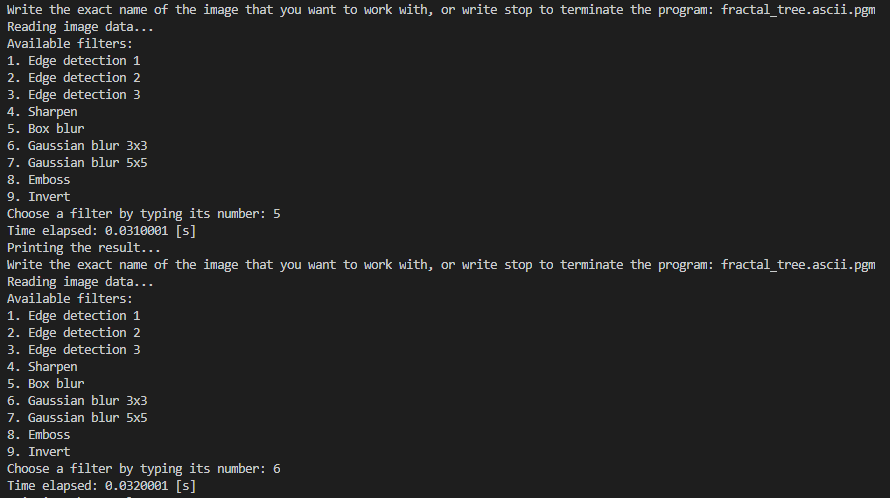 Write the exact name of the image that you want to work with, or write stop to terminate the program: fractal_tree.ascii.pgm
Reading image data...
Available filters:
1. Edge detection 1
2. Edge detection 2
3. Edge detection 3
4. Sharpen
5. Box blur
6. Gaussian blur 3x3
7. Gaussian blur 5x5
8. Emboss
9. Invert
Choose a filter by typing its number: 5
Time elapsed: 0.0310001 [s]
Printing the result...
Write the exact name of the image that you want to work with, or write stop to terminate the program: fractal_tree.ascii.pgm
Reading image data...
Available filters:
1. Edge detection 1
2. Edge detection 2
3. Edge detection 3
4. Sharpen
5. Box blur
6. Gaussian blur 3x3
7. Gaussian blur 5x5
8. Emboss
9. Invert
Choose a filter by typing its number: 6
Time elapsed: 0.0320001 [s]